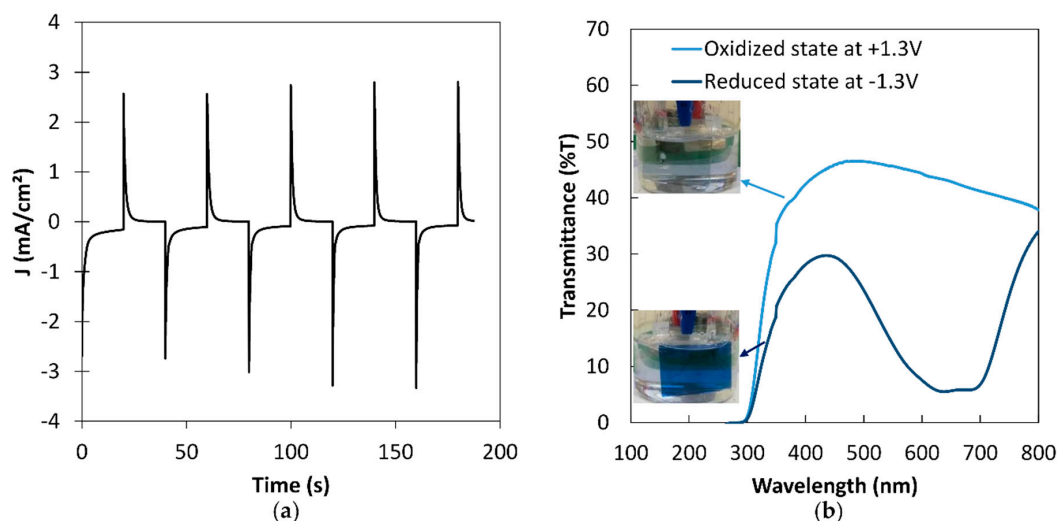 4
3
2
1
0
-1
-2
-3
-4
J (mA/cm²)
0 50 100 150 200
Time (s)
(a)
70
60
50
40
30
20
10
0
Transmittance (%T)
Oxidized state at +1.3V
Reduced state at -1.3V
100 200 300 400 500 600 700 800
Wavelength (nm)
(b)